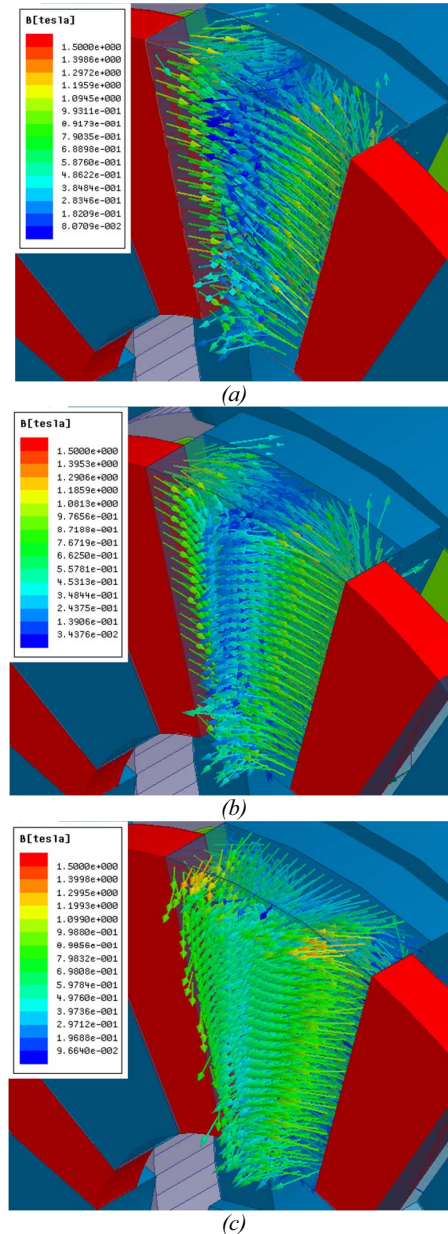 B[tesla]
1.5000e+000
1.3986e+000
1.2972e+000
1.1959e+000
1.0945e+000
9.9311e-001
8.9173e-001
7.9035e-001
6.8898e-001
5.8760e-001
4.8622e-001
3.8484e-001
2.8346e-001
1.8209e-001
8.0709e-002
(a)
B[tesla]
1.5000e+000
1.3953e+000
1.2906e+000
1.1859e+000
1.0813e+000
9.7656e-001
8.7188e-001
7.6719e-001
6.6250e-001
5.5781e-001
4.5313e-001
3.4844e-001
2.4375e-001
1.3906e-001
3.4376e-002
(b)
B[tesla]
1.5000e+000
1.3998e+000
1.2995e+000
1.1993e+000
1.0990e+000
9.9880e-001
8.9856e-001
7.9832e-001
6.9808e-001
5.9784e-001
4.9760e-001
3.9736e-001
2.9712e-001
1.9688e-001
9.6640e-002
(c)